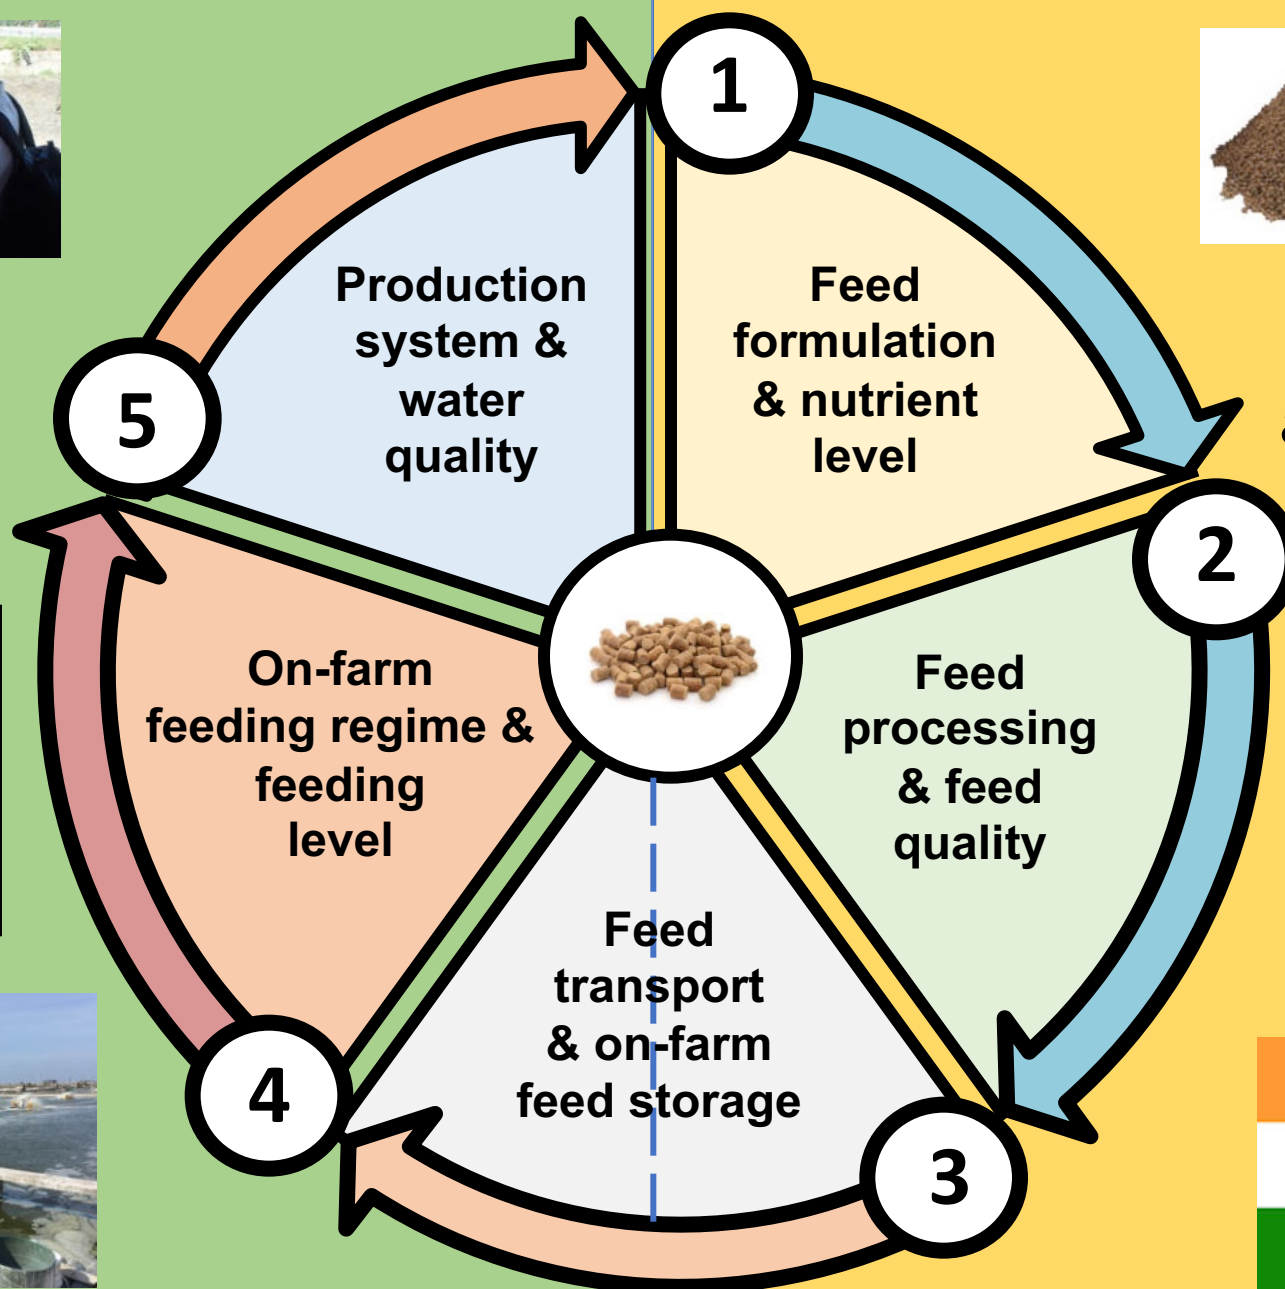 1
Feed
formulation
& nutrient
level
2
Feed
processing
& feed
quality
3
Feed
transport
& on-farm
feed storage
4
On-farm
feeding regime &
feeding
level
5
Production
system &
water
quality